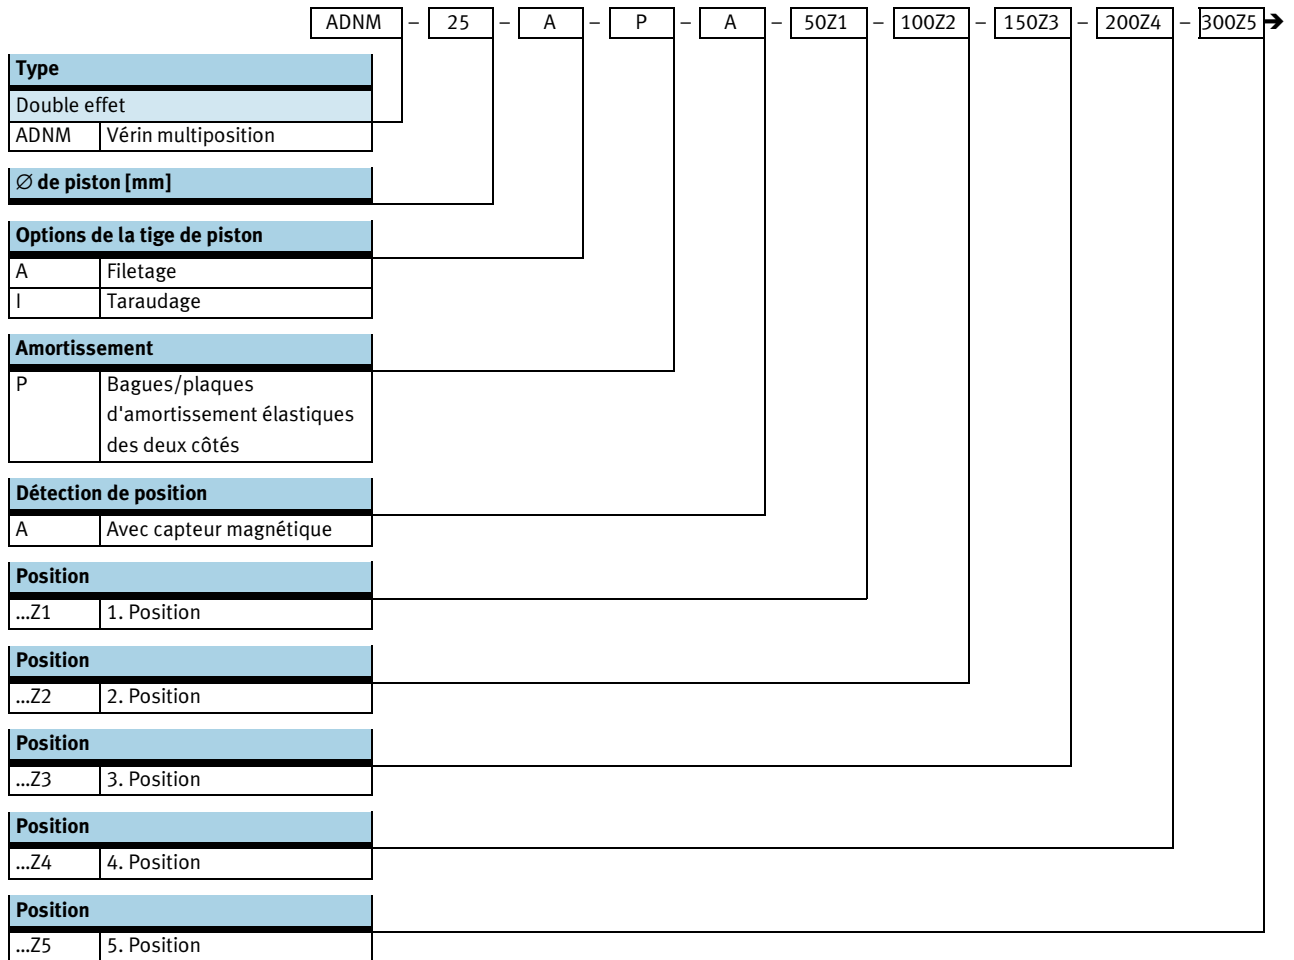 ADNM – 25 – A – P – A – 50Z1 – 100Z2 – 150Z3 – 200Z4 – 300Z5 ➔
Type
Double effet
ADNM Vérin multiposition
∅ de piston [mm]
Options de la tige de piston
A Filetage
I Taraudage
Amortissement
P Bagues/plaques
d'amortissement élastiques
des deux côtés
Détection de position
A Avec capteur magnétique
Position
...Z1 1. Position
Position
...Z2 2. Position
Position
...Z3 3. Position
Position
...Z4 4. Position
Position
...Z5 5. Position